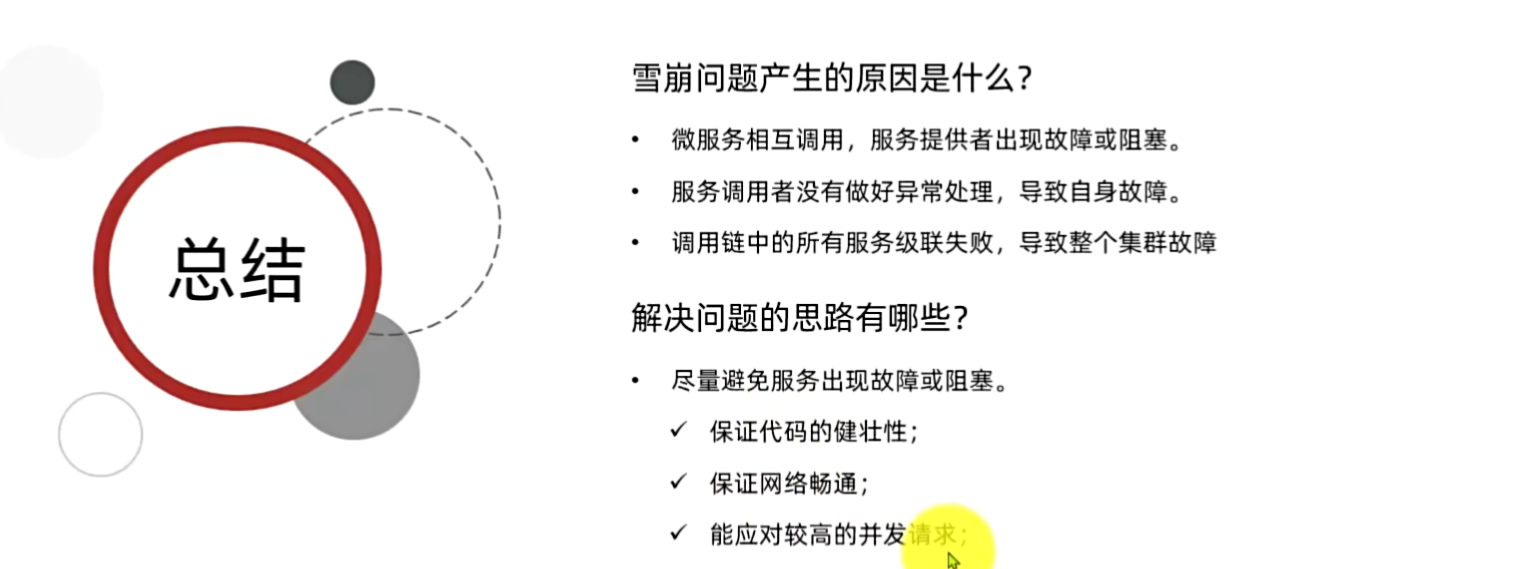 总结
雪崩问题产生的原因是什么？
• 微服务相互调用，服务提供者出现故障或阻塞。
• 服务调用者没有做好异常处理，导致自身故障。
• 调用链中的所有服务级联失败，导致整个集群故障
解决问题的思路有哪些？
• 尽量避免服务出现故障或阻塞。
✓ 保证代码的健壮性；
✓ 保证网络畅通；
✓ 能应对较高的并发请求；